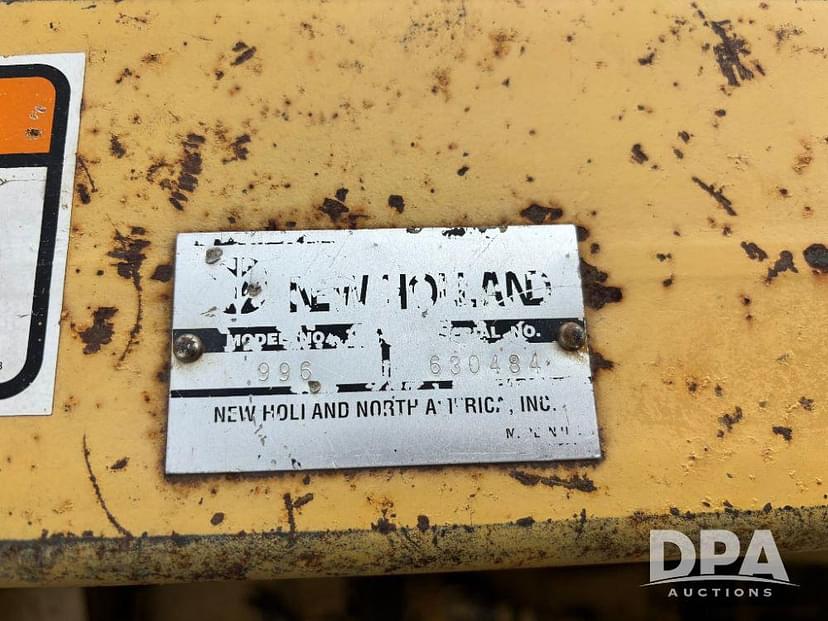 NEW HOLLAND
MODEL NO. SERIAL NO.
996 630484
NEW HOLLAND NORTH AMERICA, INC.
DPA
AUCTIONS